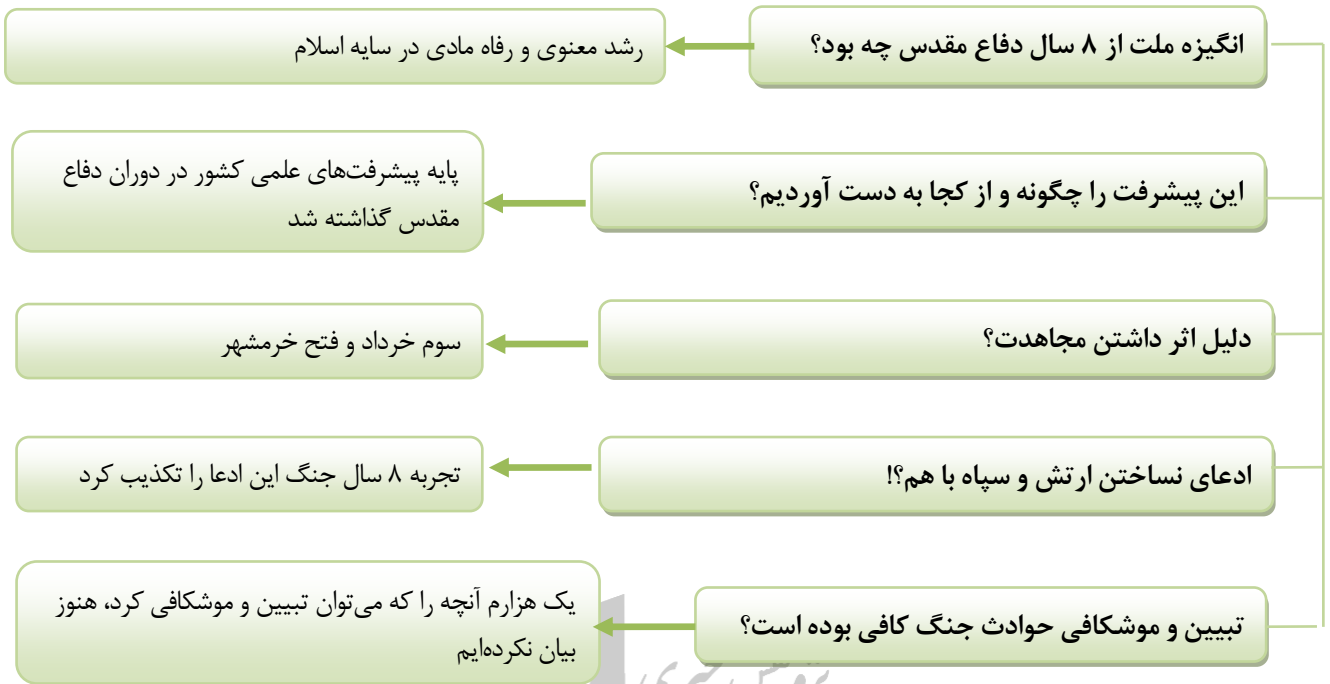 انگیزه ملت از ۸ سال دفاع مقدس چه بود؟
رشد معنوی و رفاه مادی در سایه اسلام
این پیشرفت را چگونه و از کجا به دست آوردیم؟
پایه پیشرفت‌های علمی کشور در دوران دفاع
مقدس گذاشته شد
دلیل اثر داشتن مجاهدت؟
سوم خرداد و فتح خرمشهر
ادعای نساختن ارتش و سپاه با هم؟!
تجربه ۸ سال جنگ این ادعا را تکذیب کرد
تبیین و موشکافی حوادث جنگ کافی بوده است؟
یک هزارم آنچه را که می‌توان تبیین و موشکافی کرد، هنوز
بیان نکرده‌ایم